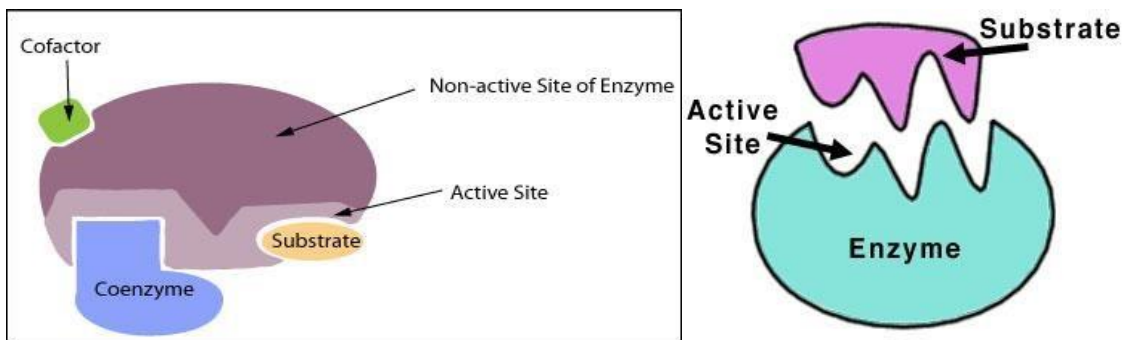 Cofactor
Non-active Site of Enzyme
Active Site
Substrate
Coenzyme
Substrate
Active
Site
Enzyme